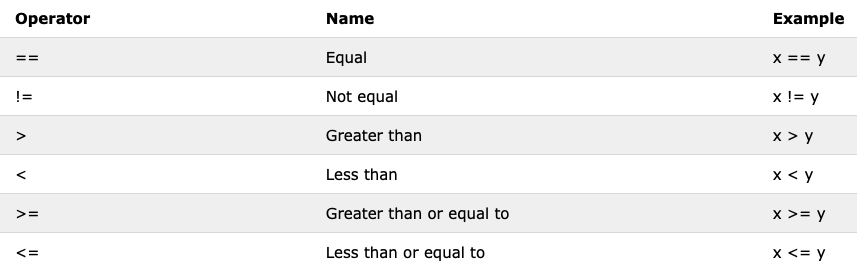 Operator Name Example
== Equal x == y
!= Not equal x != y
> Greater than x > y
< Less than x < y
>= Greater than or equal to x >= y
<= Less than or equal to x <= y